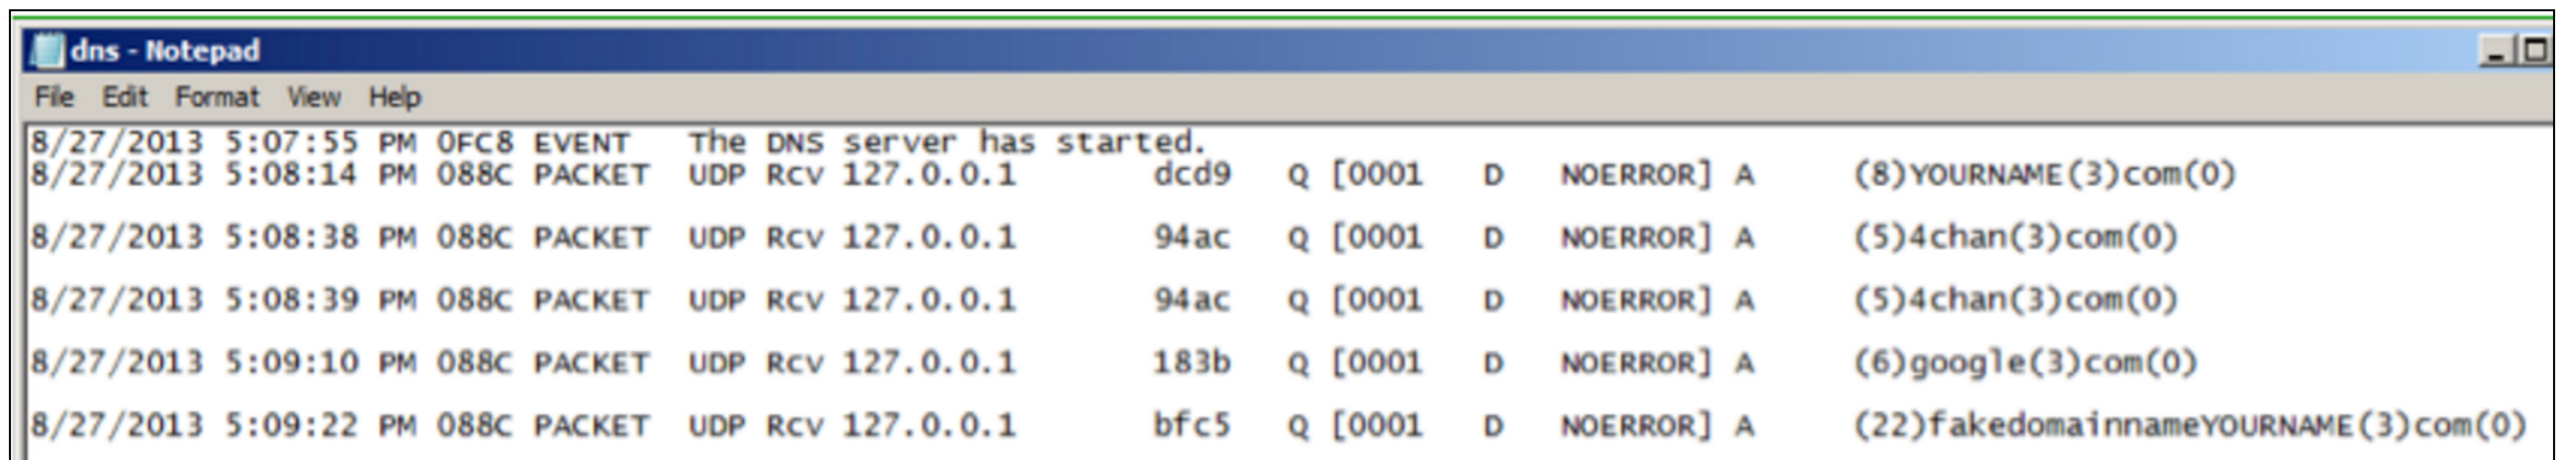 dns - Notepad
File Edit Format View Help
8/27/2013 5:07:55 PM 0FC8 EVENT The DNS server has started.
8/27/2013 5:08:14 PM 088C PACKET UDP Rcv 127.0.0.1 dcd9 Q [0001 D NOERROR] A (8)YOURNAME(3)com(0)
8/27/2013 5:08:38 PM 088C PACKET UDP Rcv 127.0.0.1 94ac Q [0001 D NOERROR] A (5)4chan(3)com(0)
8/27/2013 5:08:39 PM 088C PACKET UDP Rcv 127.0.0.1 94ac Q [0001 D NOERROR] A (5)4chan(3)com(0)
8/27/2013 5:09:10 PM 088C PACKET UDP Rcv 127.0.0.1 183b Q [0001 D NOERROR] A (6)google(3)com(0)
8/27/2013 5:09:22 PM 088C PACKET UDP Rcv 127.0.0.1 bfc5 Q [0001 D NOERROR] A (22)fakedomainnameYOURNAME(3)com(0)